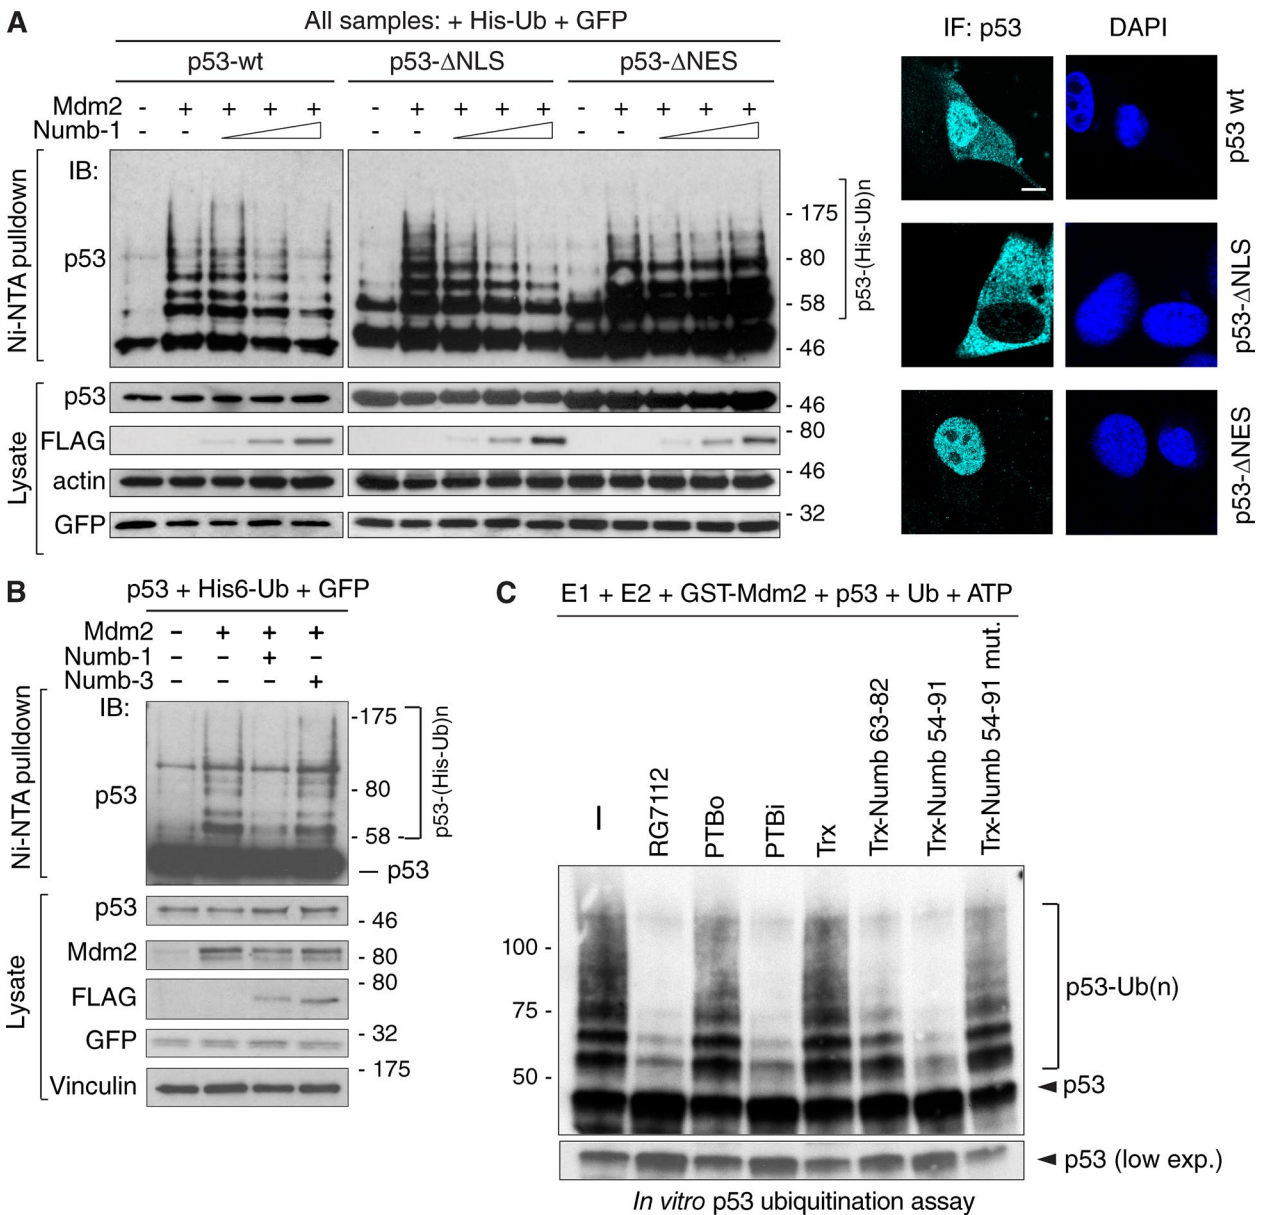 A
All samples: + His-Ub + GFP
p53-wt p53-ΔNLS p53-ΔNES
Mdm2 - + + + + - + + + + - + + + +
Numb-1 - - - - - -
Ni-NTA pulldown
IB:
p53
- 175
- 80
- 58
- 46
p53-(His-Ub)n
Lysate
p53
- 46
FLAG
- 80
actin
- 46
GFP
- 32
IF: p53 DAPI
p53 wt
p53-ΔNLS
p53-ΔNES
B
p53 + His6-Ub + GFP
Mdm2 - + + +
Numb-1 - - + -
Numb-3 - - - +
Ni-NTA pulldown
IB:
p53
-175
- 80
- 58 -
— p53
p53-(His-Ub)n
Lysate
p53
- 46
Mdm2
- 80
FLAG
- 80
GFP
- 32
Vinculin
- 175
C
E1 + E2 + GST-Mdm2 + p53 + Ub + ATP
—
RG7112
PTBo
PTBi
Trx
Trx-Numb 63-82
Trx-Numb 54-91
Trx-Numb 54-91 mut.
100 -
75 -
50 -
p53-Ub(n)
◄ p53
◄ p53 (low exp.)
In vitro p53 ubiquitination assay